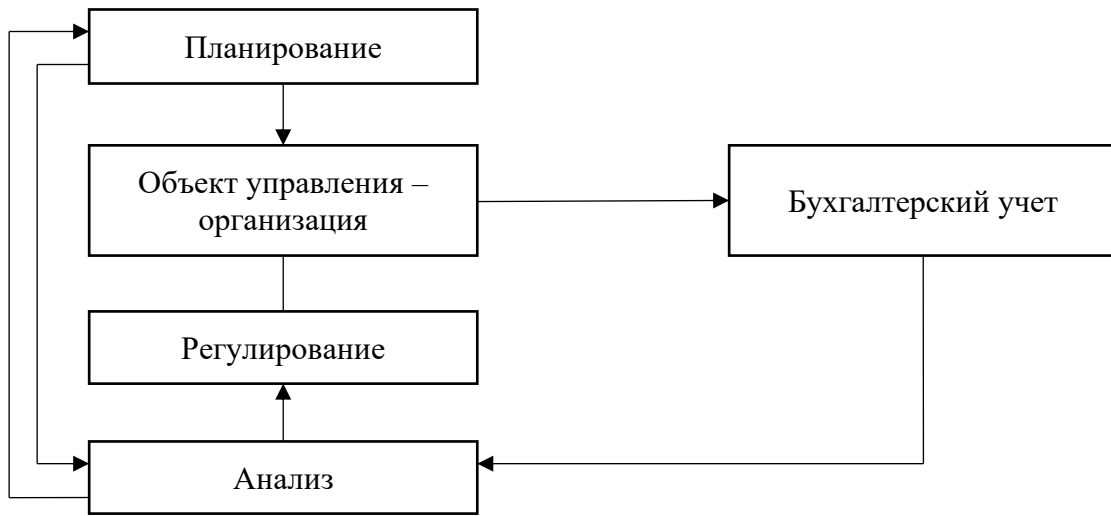 Планирование
Объект управления –
организация
Бухгалтерский учет
Регулирование
Анализ